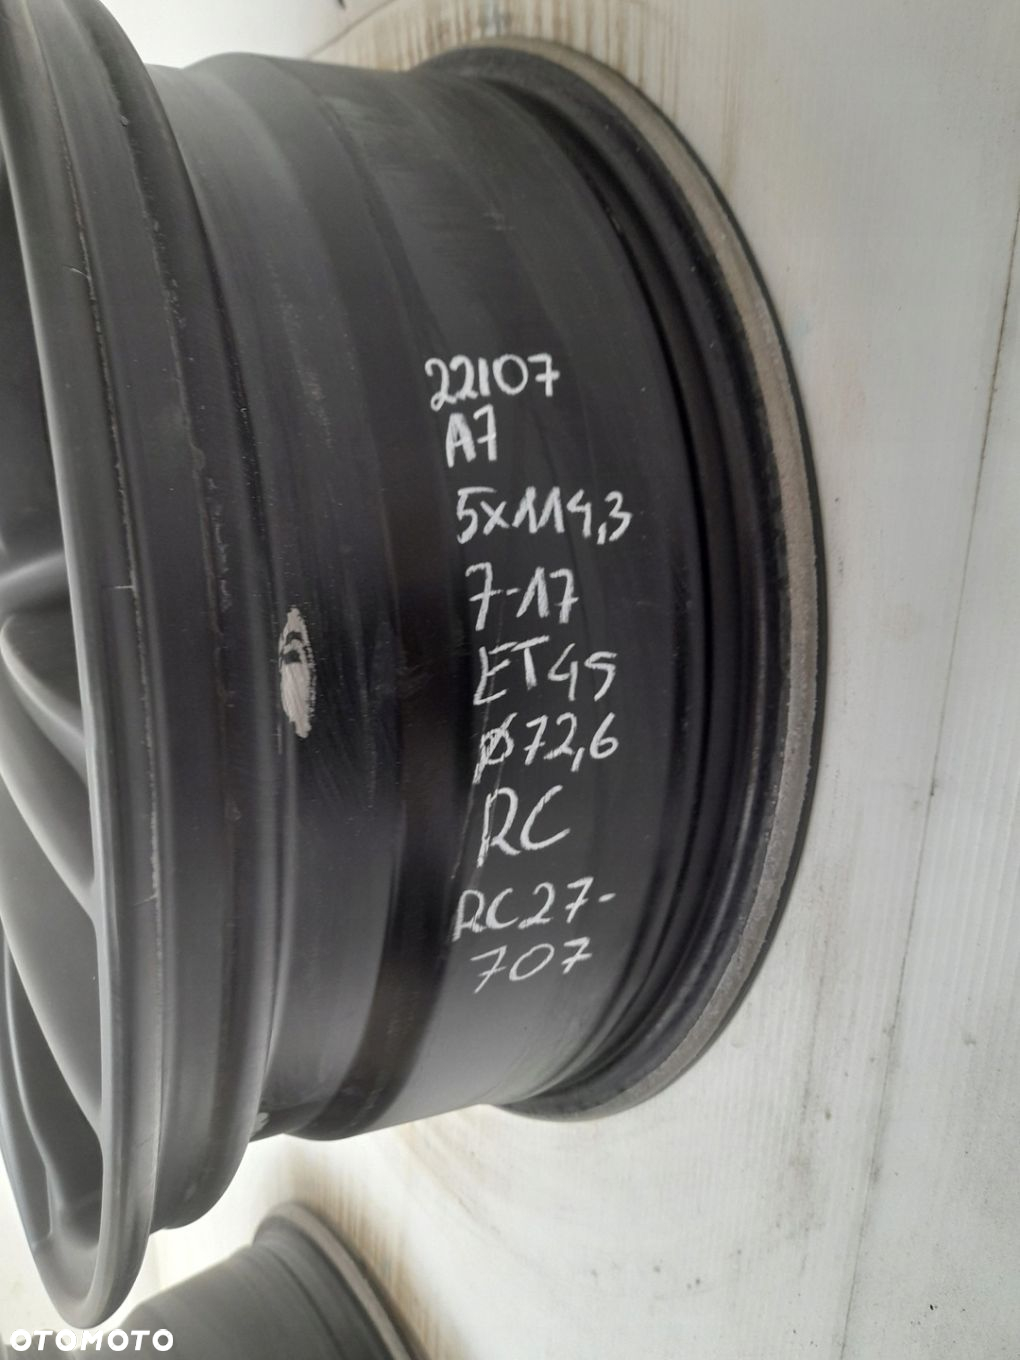 22107
A7
5x114,3
7-17
ET45
ø72,6
RC
RC27-
707
OTOMOTO